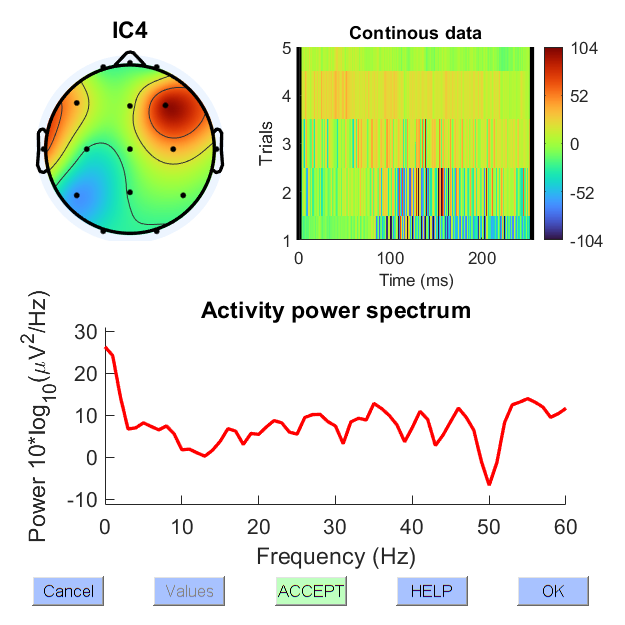 IC4
Continous data
5
4
3
2
1
Trials
0
100
200
Time (ms)
104
52
0
-52
-104
Activity power spectrum
Power 10*log10(μV2/Hz)
30
20
10
0
-10
0
10
20
30
40
50
60
Frequency (Hz)
Cancel
Values
ACCEPT
HELP
OK